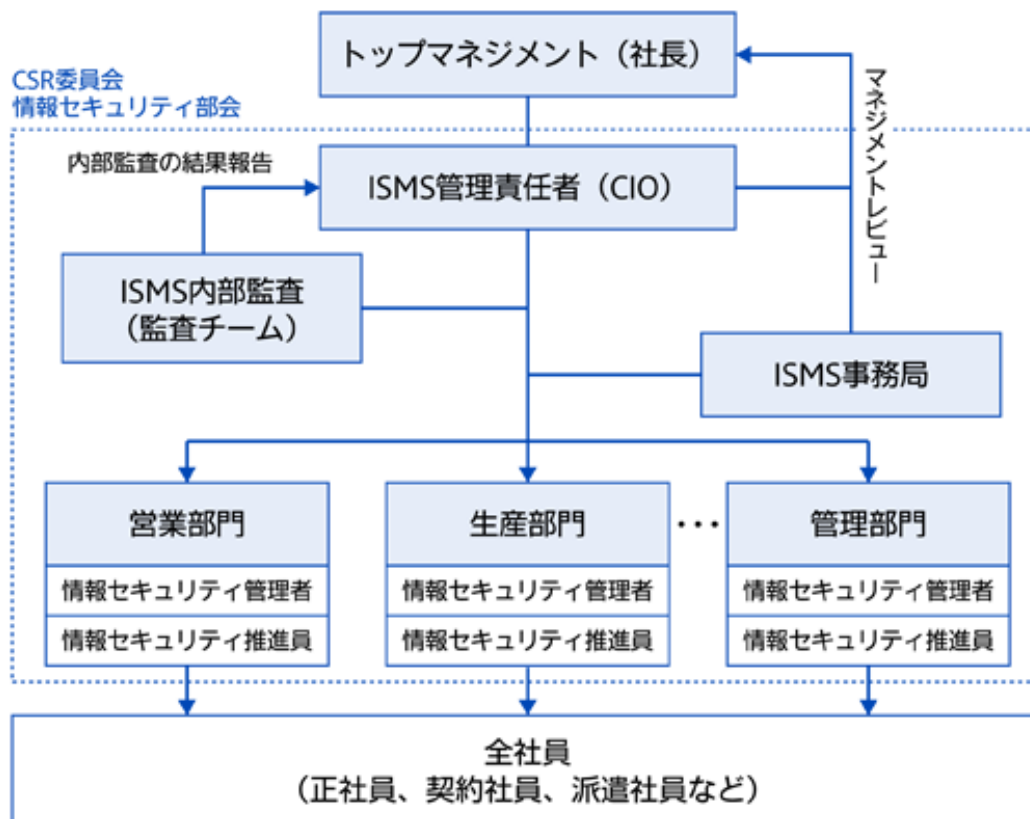 トップマネジメント（社長）
CSR委員会
情報セキュリティ部会
マネジメントレビュー
内部監査の結果報告
ISMS管理責任者（CIO）
ISMS内部監査
（監査チーム）
ISMS事務局
営業部門
生産部門
・・・
管理部門
情報セキュリティ管理者
情報セキュリティ管理者
情報セキュリティ管理者
情報セキュリティ推進員
情報セキュリティ推進員
情報セキュリティ推進員
全社員
（正社員、契約社員、派遣社員など）